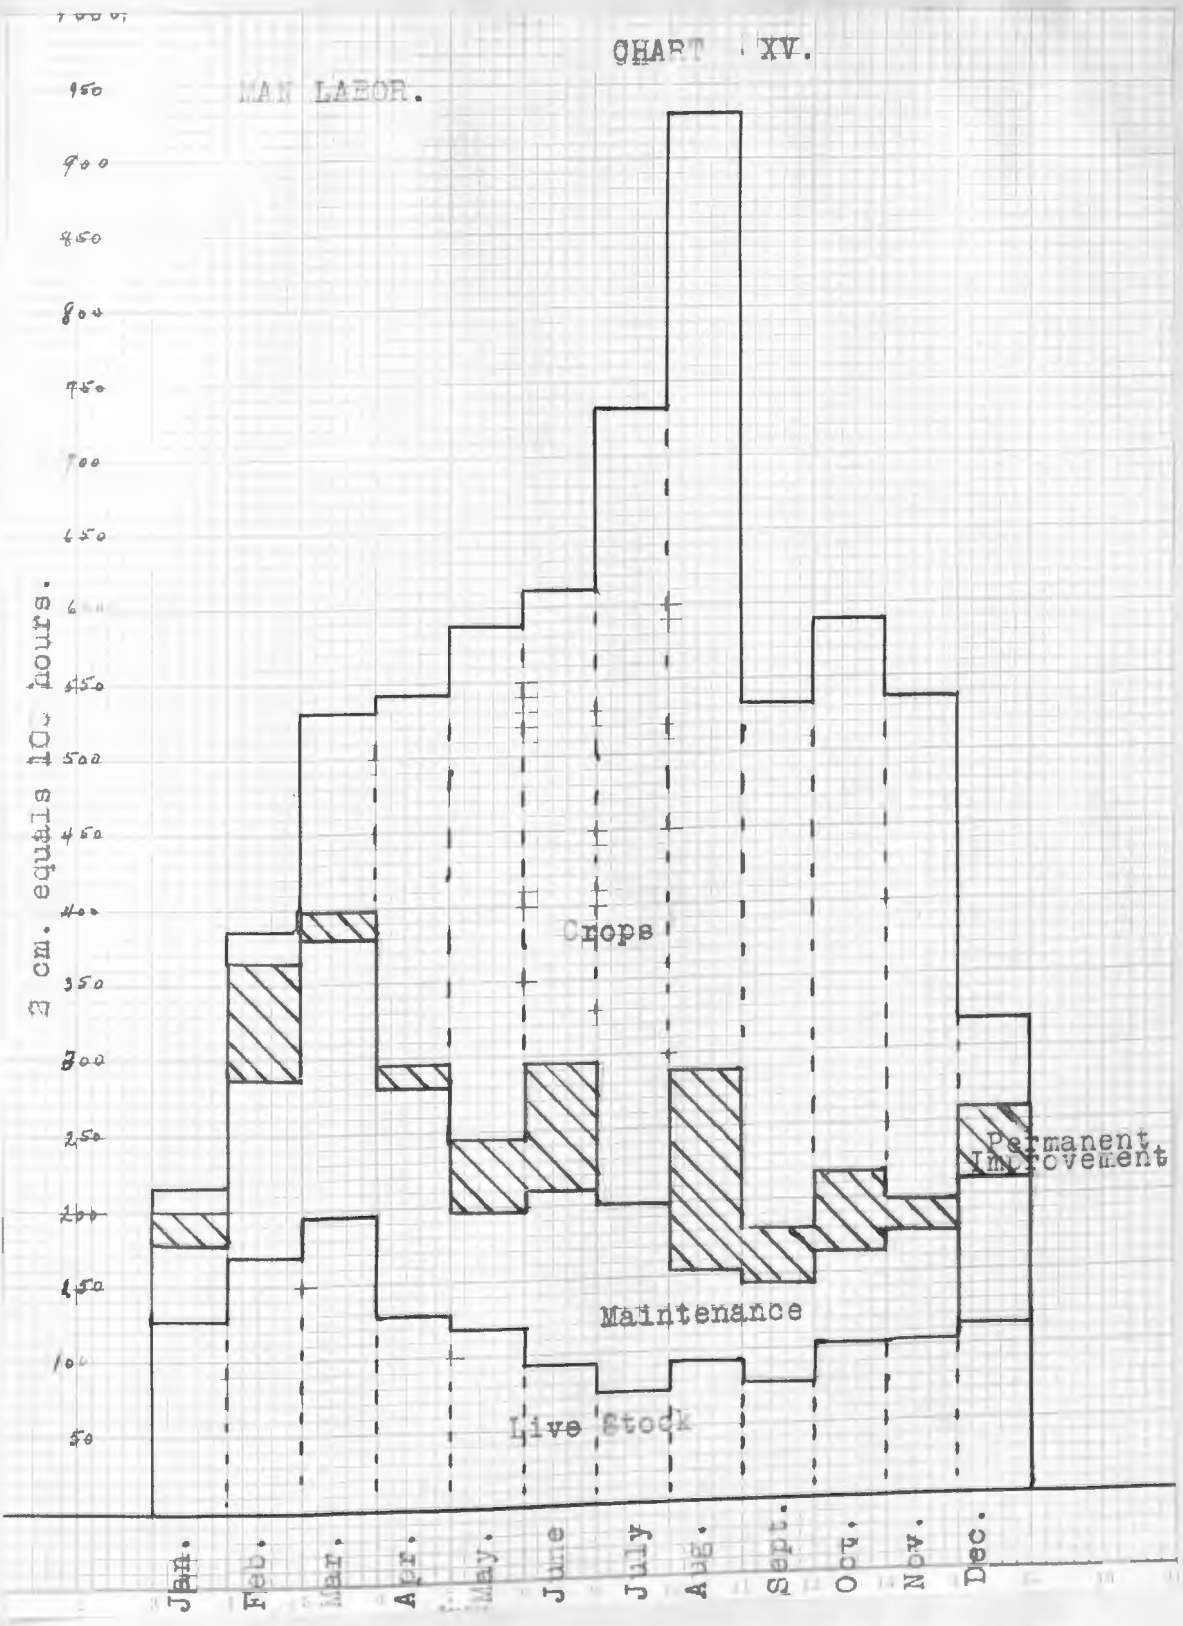 CHART XV.
MAN LABOR.
950
900
850
800
750
700
650
600
550
500
450
400
350
300
250
200
150
100
50
2 cm. equals 100 hours.
Crops
Permanent
Improvement
Maintenance
Live Stock
Jan.
Feb.
Mar.
Apr.
May.
June
July
Aug.
Sept.
Oct.
Nov.
Dec.